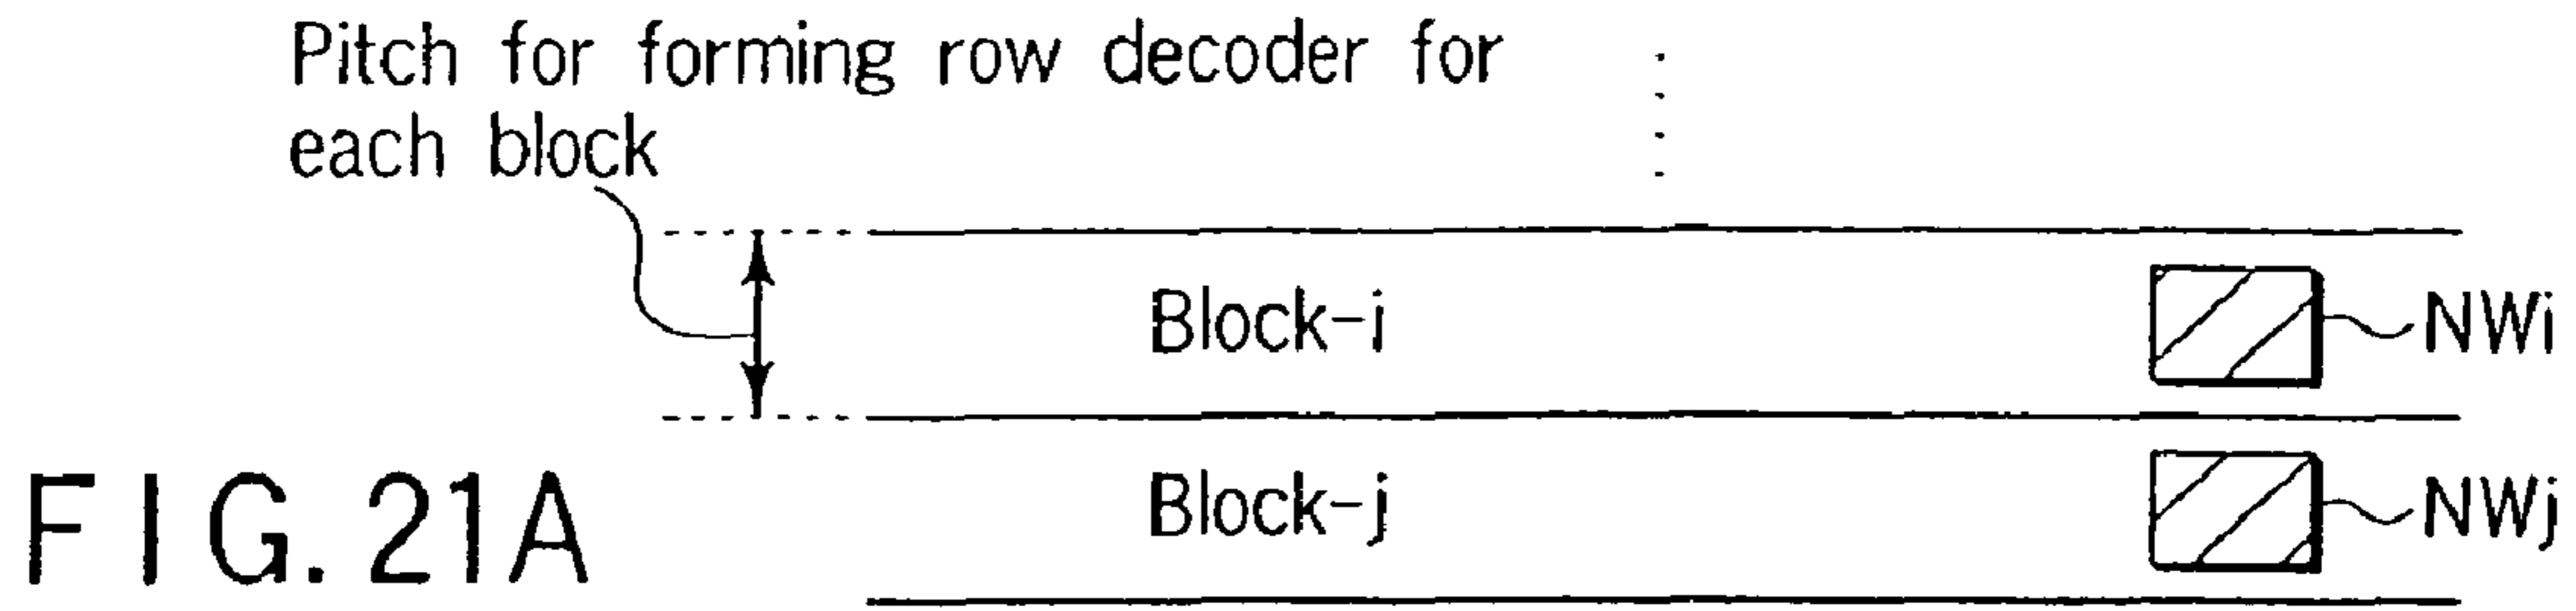 Pitch for forming row decoder for
each block
Block-i
NWi
Block-j
NWj
FIG.21A